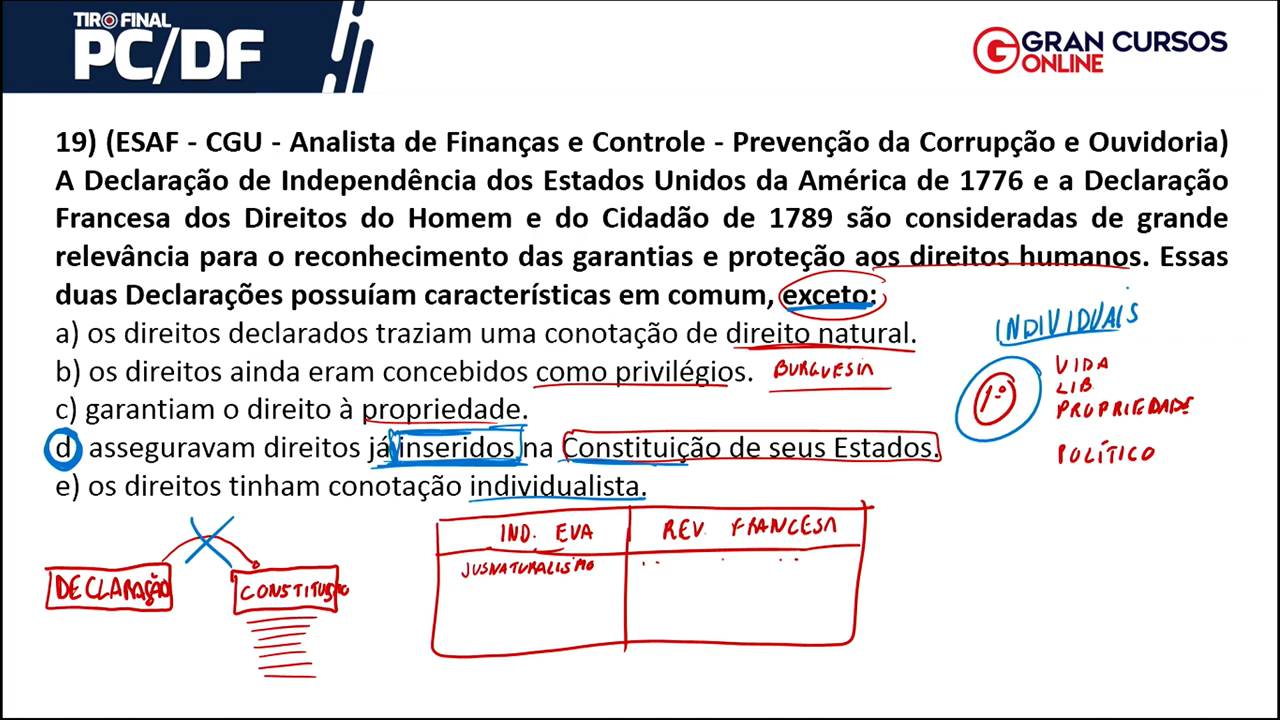 TIRO FINAL
PC/DF
GRAN CURSOS
ONLINE
19) (ESAF - CGU - Analista de Finanças e Controle - Prevenção da Corrupção e Ouvidoria)
A Declaração de Independência dos Estados Unidos da América de 1776 e a Declaração
Francesa dos Direitos do Homem e do Cidadão de 1789 são consideradas de grande
relevância para o reconhecimento das garantias e proteção aos direitos humanos. Essas
duas Declarações possuíam características em comum, exceto:
a) os direitos declarados traziam uma conotação de direito natural.
b) os direitos ainda eram concebidos como privilégios. BURGUESIA
c) garantiam o direito à propriedade.
d) asseguravam direitos já inseridos na Constituição de seus Estados.
e) os direitos tinham conotação individualista.
INDIVIDUAIS
1º
VIDA
LIB
PROPRIEDADE
POLÍTICO
DECLARAÇÃO
CONSTITUIÇÃO
IND. EVA
REV. FRANCESA
JUSNATURALISMO